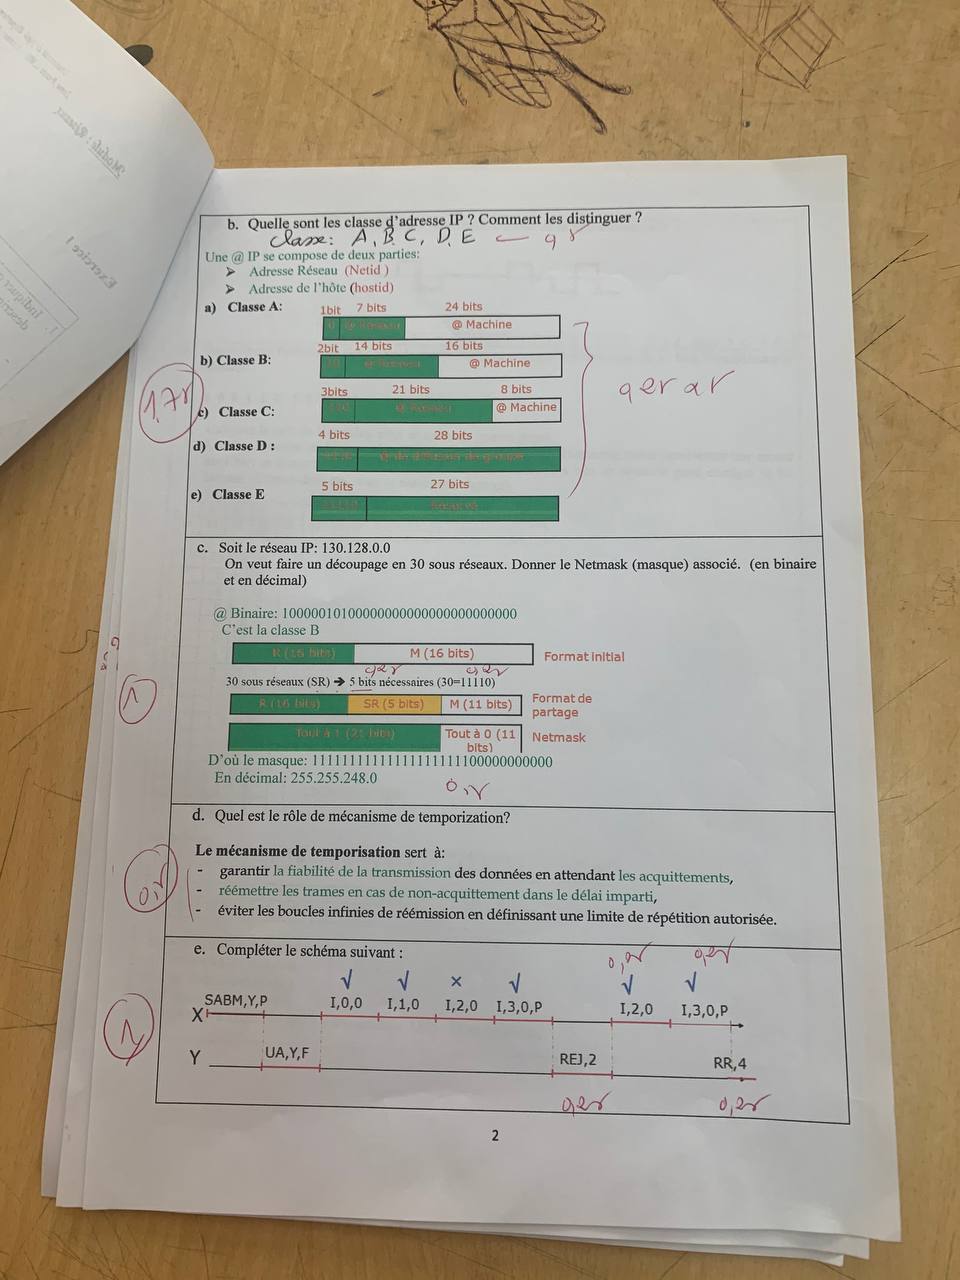 b. Quelle sont les classe d'adresse IP ? Comment les distinguer ?
Classe: A, B, C, D, E
Une @ IP se compose de deux parties:
➢ Adresse Réseau (Netid )
➢ Adresse de l'hôte (hostid)
a) Classe A:
1bit 7 bits 24 bits
0 @ Réseau @ Machine
b) Classe B:
2bit 14 bits 16 bits
10 @ Réseau @ Machine
c) Classe C:
3bits 21 bits 8 bits
@ Réseau @ Machine
1,75
d) Classe D :
4 bits 28 bits
@ de diffusion de groupe
e) Classe E
5 bits 27 bits
Réservé
c. Soit le réseau IP: 130.128.0.0
On veut faire un découpage en 30 sous réseaux. Donner le Netmask (masque) associé. (en binaire
et en décimal)
@ Binaire: 10000010100000000000000000000000
C'est la classe B
R (16 bits) M (16 bits) Format initial
0,25 0,25
30 sous réseaux (SR) ➔ 5 bits nécessaires (30=11110)
R (16 bits) SR (5 bits) M (11 bits) Format de
partage
1
Tout à 1 (21 bits) Tout à 0 (11
bits) Netmask
D'où le masque: 11111111111111111111100000000000
En décimal: 255.255.248.0
0,5
d. Quel est le rôle de mécanisme de temporization?
Le mécanisme de temporisation sert à:
- garantir la fiabilité de la transmission des données en attendant les acquittements,
0,5
- réémettre les trames en cas de non-acquittement dans le délai imparti,
- éviter les boucles infinies de réémission en définissant une limite de répétition autorisée.
e. Compléter le schéma suivant :
0,25 0,25
√ √ × √ √ √
X SABM,Y,P I,0,0 I,1,0 I,2,0 I,3,0,P I,2,0 I,3,0,P
1
Y UA,Y,F REJ,2 RR,4
0,25 0,25
2